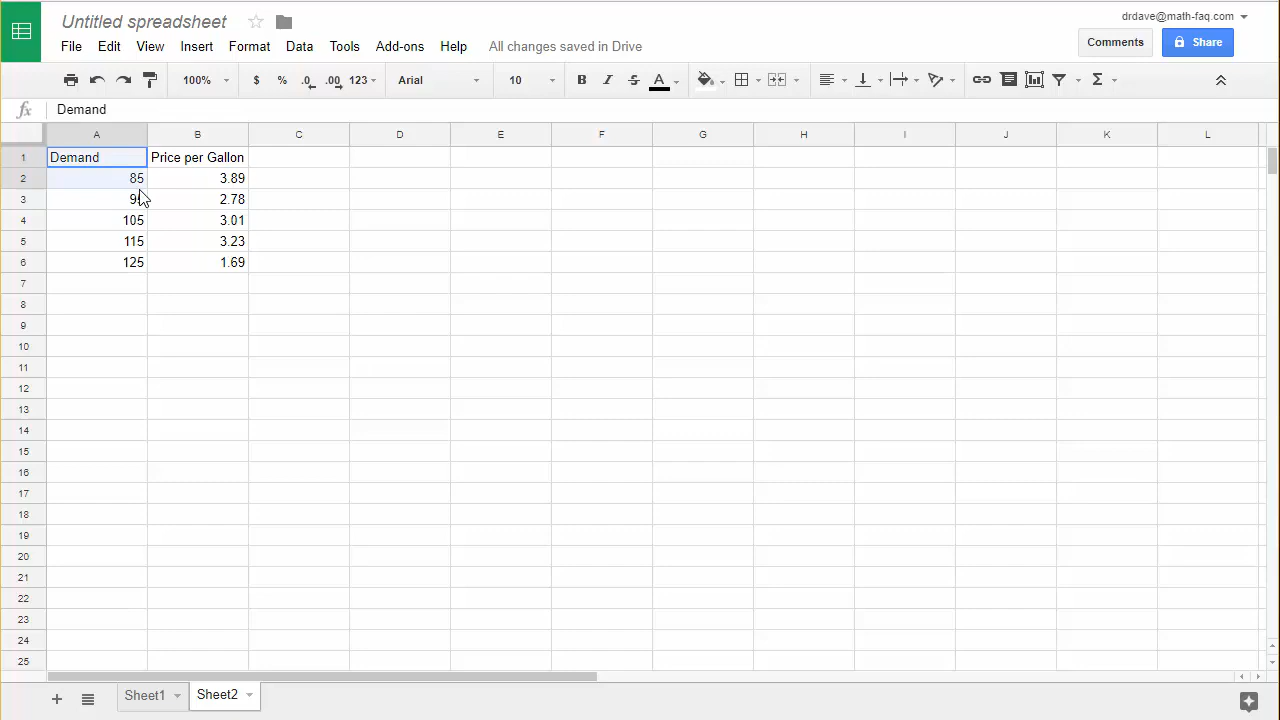 Untitled spreadsheet
drdave@math-faq.com
File Edit View Insert Format Data Tools Add-ons Help All changes saved in Drive
Comments Share
100% $ % .0 .00 123 Arial 10 B I S A Σ
fx Demand
A B C D E F G H I J K L
1 Demand Price per Gallon
2 85 3.89
3 2.78
4 105 3.01
5 115 3.23
6 125 1.69
7
8
9
10
11
12
13
14
15
16
17
18
19
20
21
22
23
24
25
+ Sheet1 Sheet2